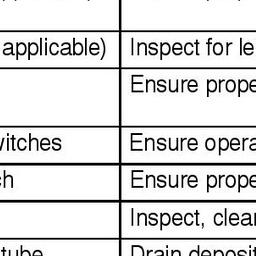 applicable) Inspect for le
Ensure prope
witches Ensure opera
ch Ensure prope
Inspect, clear
tube Drain deposit